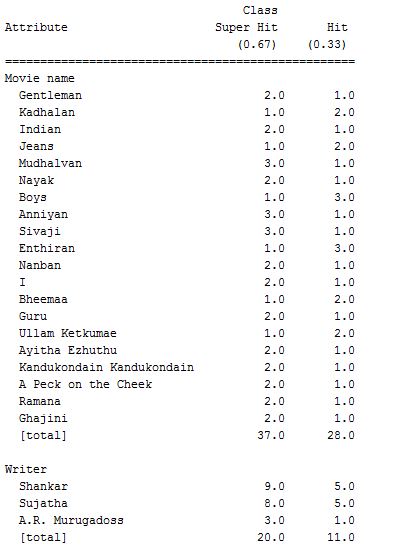 Class
Attribute Super Hit Hit
(0.67) (0.33)
====================================================
Movie name
Gentleman 2.0 1.0
Kadhalan 1.0 2.0
Indian 2.0 1.0
Jeans 1.0 2.0
Mudhalvan 3.0 1.0
Nayak 2.0 1.0
Boys 1.0 3.0
Anniyan 3.0 1.0
Sivaji 3.0 1.0
Enthiran 1.0 3.0
Nanban 2.0 1.0
I 2.0 1.0
Bheemaa 1.0 2.0
Guru 2.0 1.0
Ullam Ketkumae 1.0 2.0
Ayitha Ezhuthu 2.0 1.0
Kandukondain Kandukondain 2.0 1.0
A Peck on the Cheek 2.0 1.0
Ramana 2.0 1.0
Ghajini 2.0 1.0
[total] 37.0 28.0
Writer
Shankar 9.0 5.0
Sujatha 8.0 5.0
A.R. Murugadoss 3.0 1.0
[total] 20.0 11.0